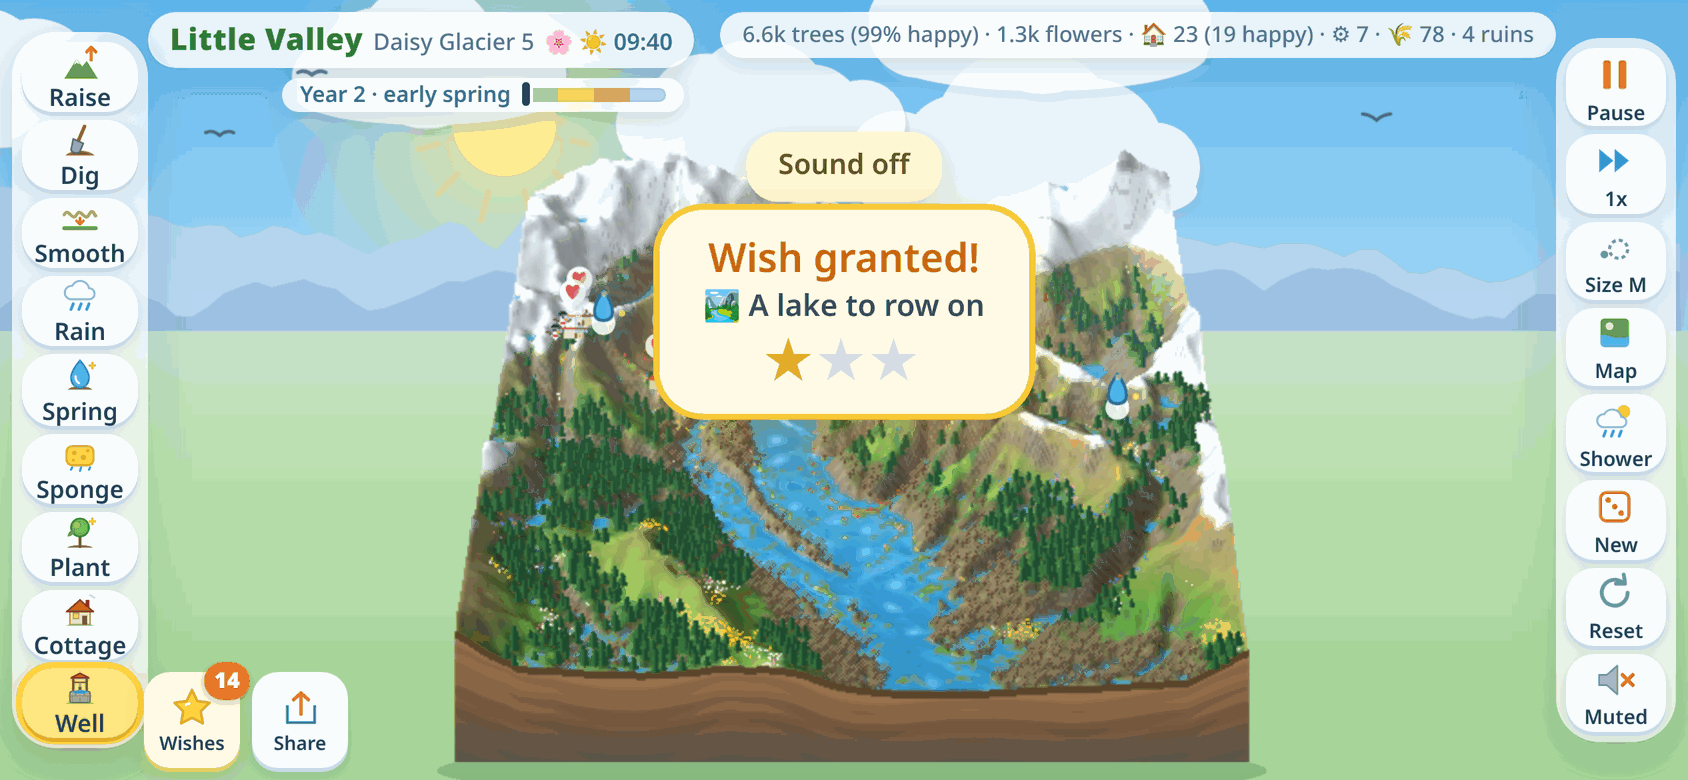 Little Valley Daisy Glacier 5 09:40
6.6k trees (99% happy) · 1.3k flowers · 23 (19 happy) · 7 · 78 · 4 ruins
Year 2 · early spring
Raise
Dig
Smooth
Rain
Spring
Sponge
Plant
Cottage
Well
14
Wishes
Share
Sound off
Wish granted!
A lake to row on
Pause
1x
Size M
Map
Shower
New
Reset
Muted